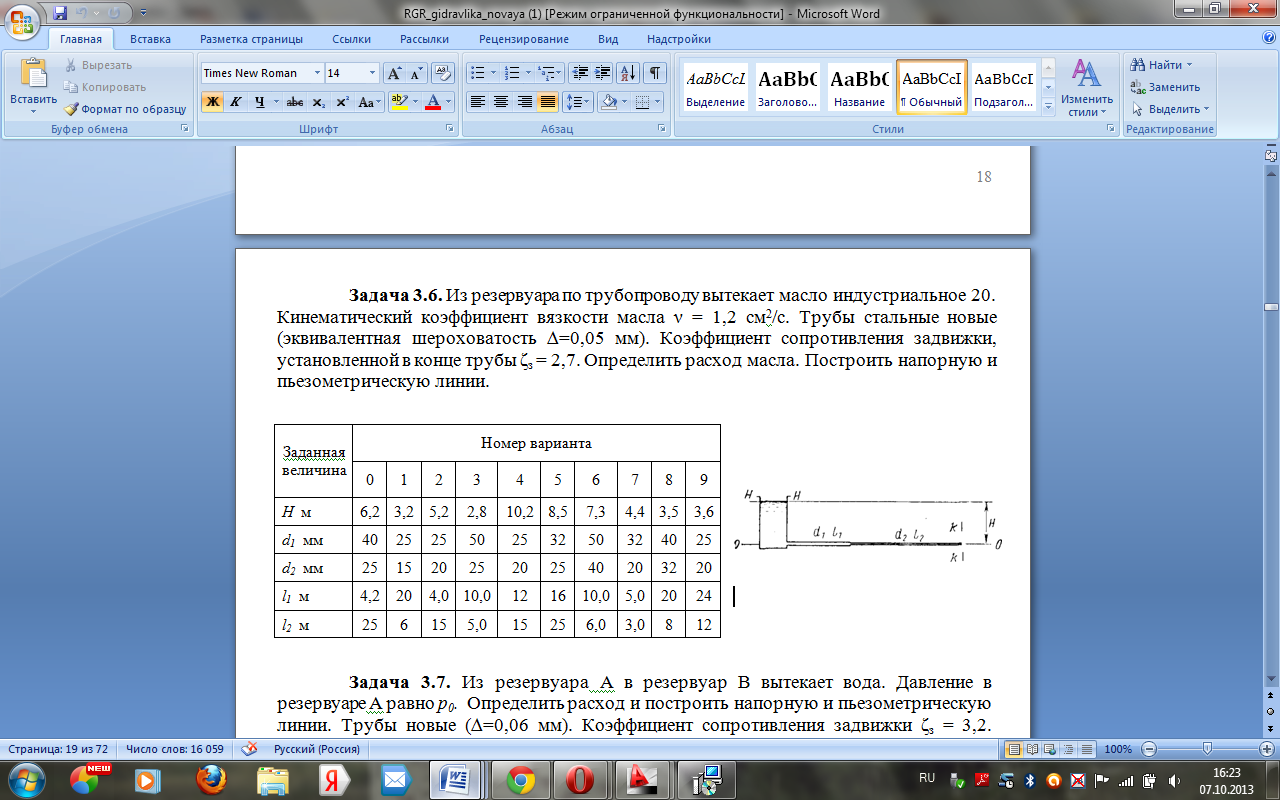 RGR_gidravlika_novaya (1) [Режим ограниченной функциональности] - Microsoft Word
Главная Вставка Разметка страницы Ссылки Рассылки Рецензирование Вид Надстройки
Вставить
Вырезать
Копировать
Формат по образцу
Буфер обмена
Times New Roman 14
Ж К Ч abc x₂ x² Aa
Шрифт
Абзац
AaBbCcI AaBbC AaBbC AaBbCcI AaBbCcI
Выделение Заголово... Название ¶ Обычный Подзагол...
Стили
Изменить стили
Найти
Заменить
Выделить
Редактирование
18
Задача 3.6. Из резервуара по трубопроводу вытекает масло индустриальное 20.
Кинематический коэффициент вязкости масла ν = 1,2 см²/с. Трубы стальные новые
(эквивалентная шероховатость Δ=0,05 мм). Коэффициент сопротивления задвижки,
установленной в конце трубы ζз = 2,7. Определить расход масла. Построить напорную и
пьезометрическую линии.
Заданная величина Номер варианта
0 1 2 3 4 5 6 7 8 9
H м 6,2 3,2 5,2 2,8 10,2 8,5 7,3 4,4 3,5 3,6
d1 мм 40 25 25 50 25 32 50 32 40 25
d2 мм 25 15 20 25 20 25 40 20 32 20
l1 м 4,2 20 4,0 10,0 12 16 10,0 5,0 20 24
l2 м 25 6 15 5,0 15 25 6,0 3,0 8 12
H H
d1 l1 d2 l2 к H
0 0
к
Задача 3.7. Из резервуара А в резервуар В вытекает вода. Давление в
резервуаре А равно p0. Определить расход и построить напорную и пьезометрическую
линии. Трубы новые (Δ=0,06 мм). Коэффициент сопротивления задвижки ζз = 3,2.
Страница: 19 из 72 Число слов: 16 059 Русский (Россия) 100%
NEW
RU 16:23
07.10.2013